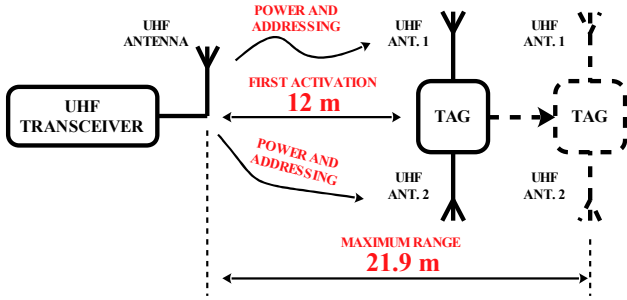 POWER AND
ADDRESSING
UHF
ANTENNA
UHF
ANT. 1
UHF
ANT. 1
FIRST ACTIVATION
12 m
UHF
TRANSCEIVER
TAG
TAG
POWER AND
ADDRESSING
UHF
ANT. 2
UHF
ANT. 2
MAXIMUM RANGE
21.9 m